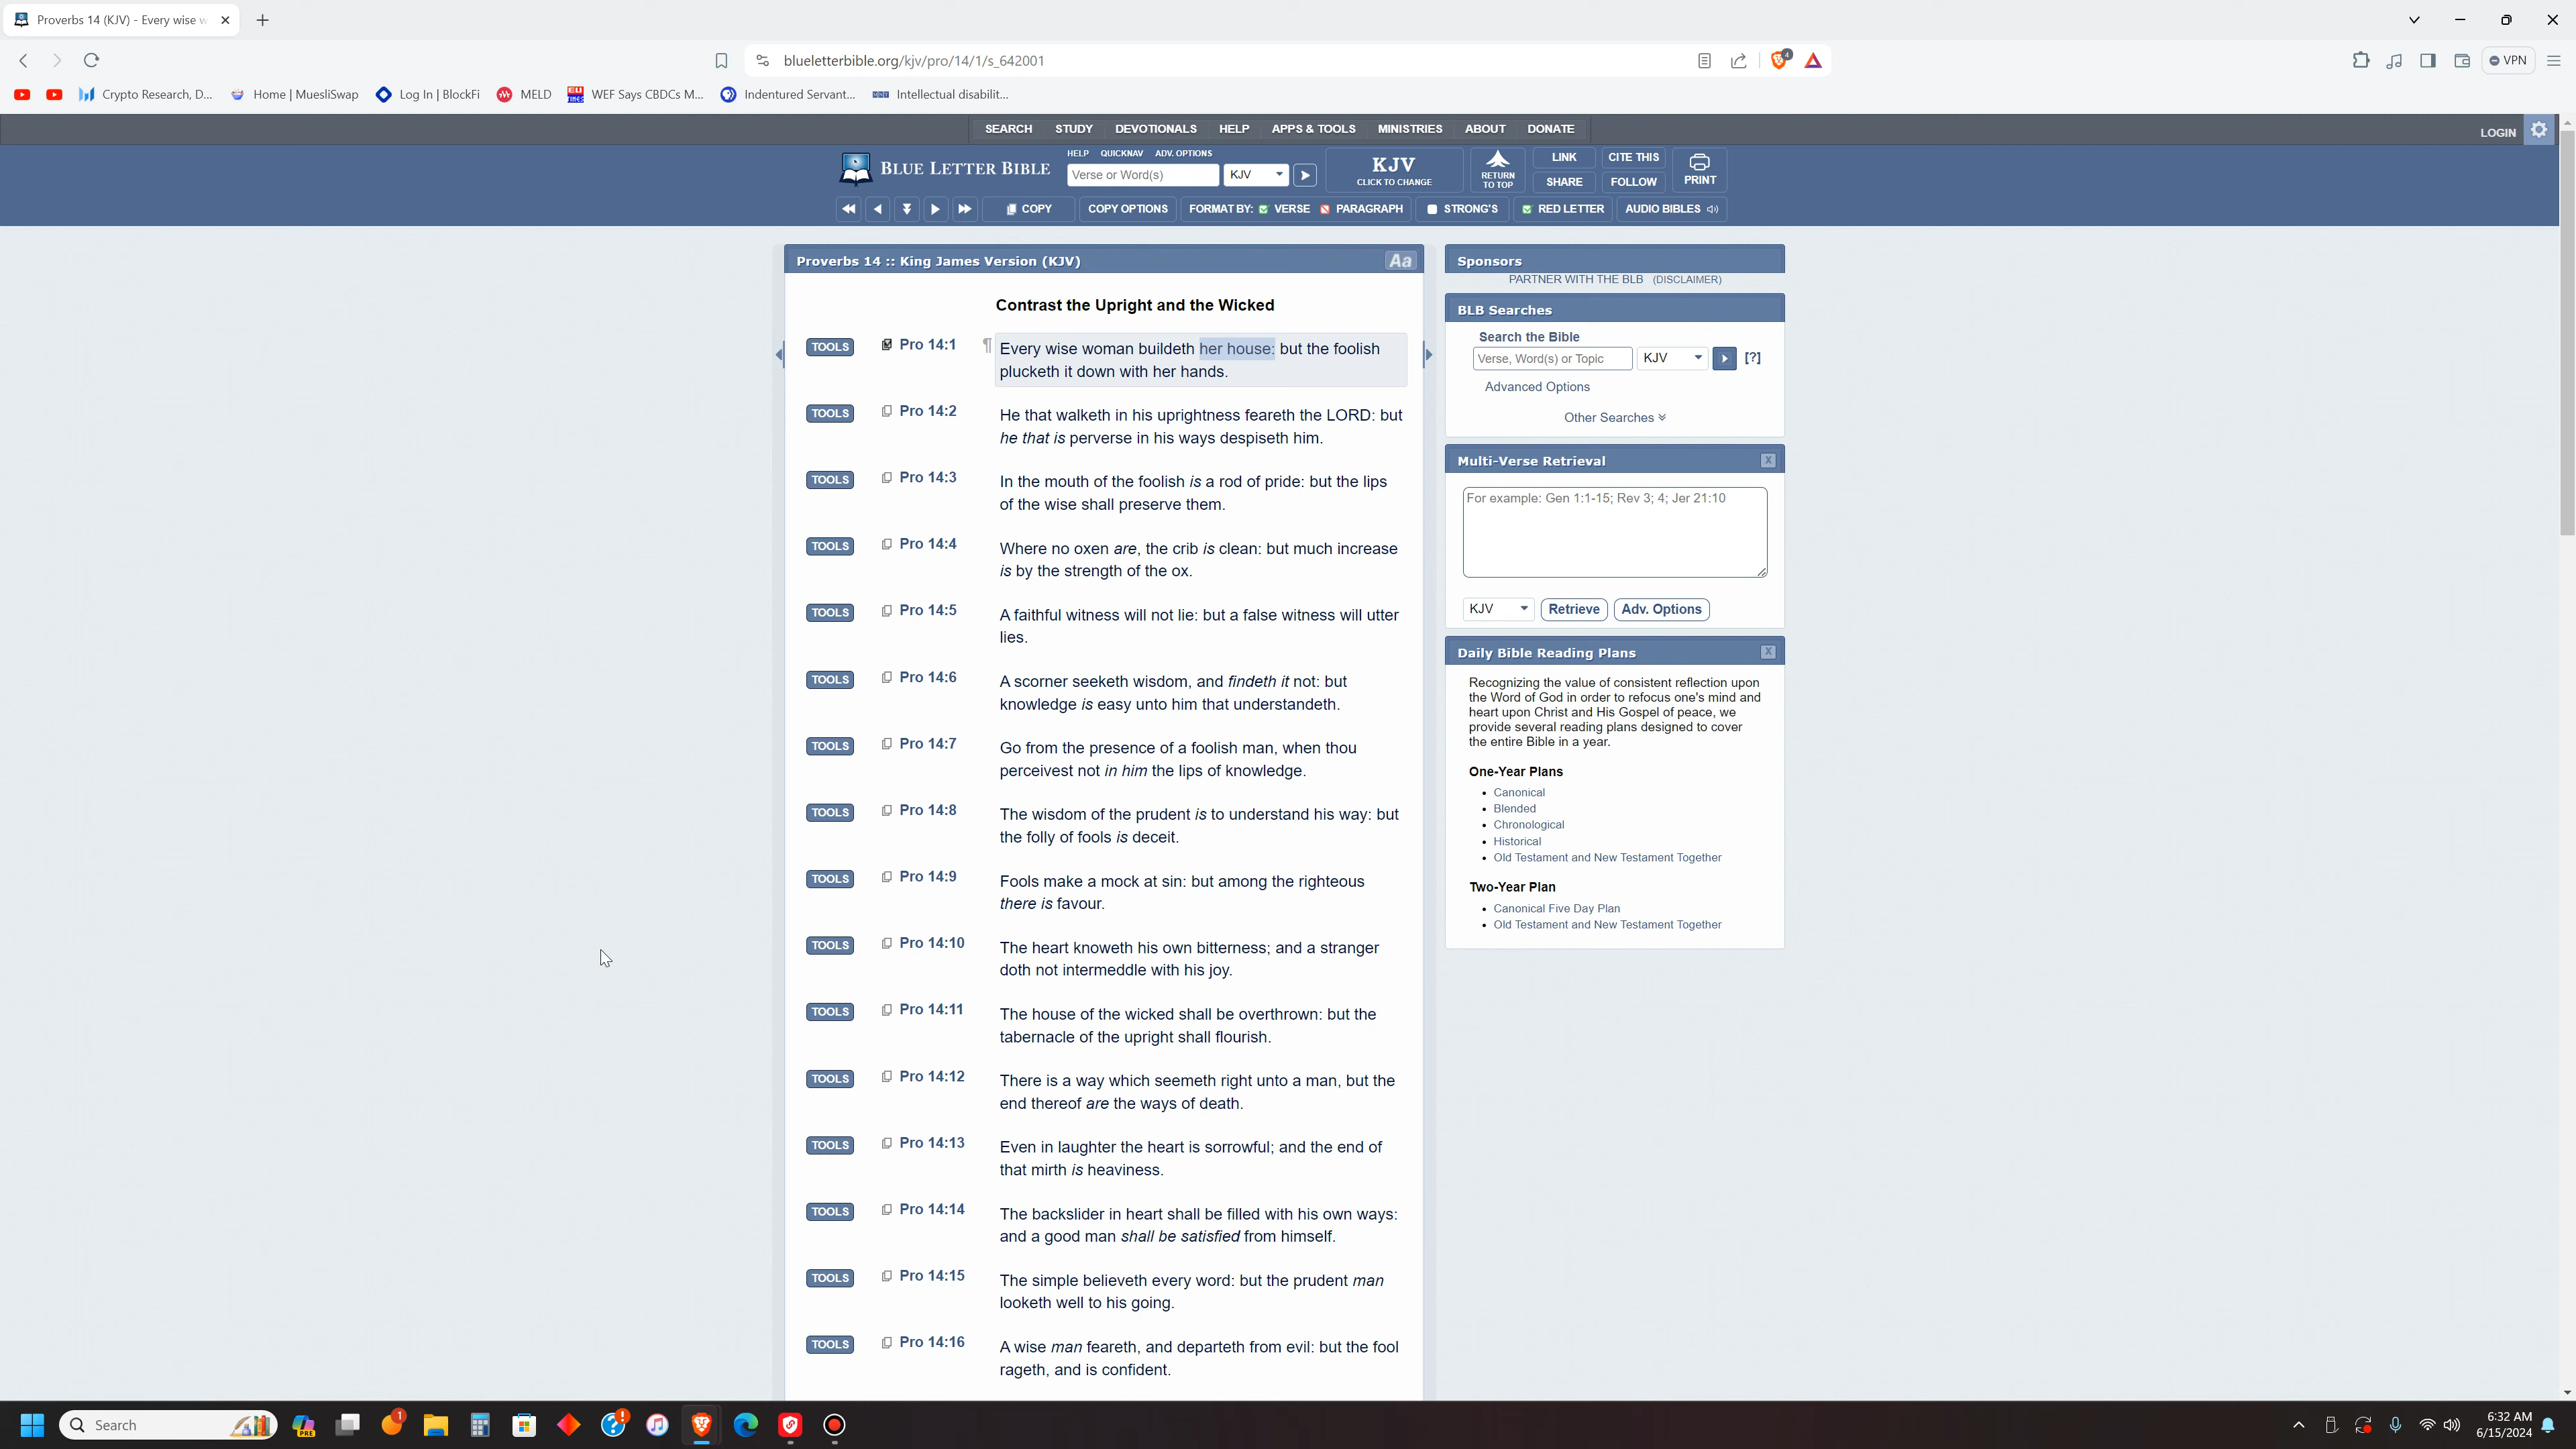 Proverbs 14 (KJV) - Every wise w
blueletterbible.org/kjv/pro/14/1/s_642001
4
VPN
Crypto Research, D...
Home | MuesliSwap
Log In | BlockFi
MELD
WEF Says CBDCs M...
Indentured Servant...
Intellectual disabilit...
SEARCH STUDY DEVOTIONALS HELP APPS & TOOLS MINISTRIES ABOUT DONATE
LOGIN
BLUE LETTER BIBLE
HELP QUICKNAV ADV. OPTIONS
Verse or Word(s)
KJV
KJV
CLICK TO CHANGE
RETURN
TO TOP
LINK
CITE THIS
SHARE
FOLLOW
PRINT
COPY
COPY OPTIONS
FORMAT BY: VERSE PARAGRAPH
STRONG'S
RED LETTER
AUDIO BIBLES
Proverbs 14 :: King James Version (KJV)
Aa
Contrast the Upright and the Wicked
TOOLS Pro 14:1 ¶ Every wise woman buildeth her house: but the foolish
plucketh it down with her hands.
TOOLS Pro 14:2 He that walketh in his uprightness feareth the LORD: but
he that is perverse in his ways despiseth him.
TOOLS Pro 14:3 In the mouth of the foolish is a rod of pride: but the lips
of the wise shall preserve them.
TOOLS Pro 14:4 Where no oxen are, the crib is clean: but much increase
is by the strength of the ox.
TOOLS Pro 14:5 A faithful witness will not lie: but a false witness will utter
lies.
TOOLS Pro 14:6 A scorner seeketh wisdom, and findeth it not: but
knowledge is easy unto him that understandeth.
TOOLS Pro 14:7 Go from the presence of a foolish man, when thou
perceivest not in him the lips of knowledge.
TOOLS Pro 14:8 The wisdom of the prudent is to understand his way: but
the folly of fools is deceit.
TOOLS Pro 14:9 Fools make a mock at sin: but among the righteous
there is favour.
TOOLS Pro 14:10 The heart knoweth his own bitterness; and a stranger
doth not intermeddle with his joy.
TOOLS Pro 14:11 The house of the wicked shall be overthrown: but the
tabernacle of the upright shall flourish.
TOOLS Pro 14:12 There is a way which seemeth right unto a man, but the
end thereof are the ways of death.
TOOLS Pro 14:13 Even in laughter the heart is sorrowful; and the end of
that mirth is heaviness.
TOOLS Pro 14:14 The backslider in heart shall be filled with his own ways:
and a good man shall be satisfied from himself.
TOOLS Pro 14:15 The simple believeth every word: but the prudent man
looketh well to his going.
TOOLS Pro 14:16 A wise man feareth, and departeth from evil: but the fool
rageth, and is confident.
Sponsors
PARTNER WITH THE BLB (DISCLAIMER)
BLB Searches
Search the Bible
Verse, Word(s) or Topic
KJV
[?]
Advanced Options
Other Searches
Multi-Verse Retrieval
X
For example: Gen 1:1-15; Rev 3; 4; Jer 21:10
KJV
Retrieve
Adv. Options
Daily Bible Reading Plans
X
Recognizing the value of consistent reflection upon
the Word of God in order to refocus one's mind and
heart upon Christ and His Gospel of peace, we
provide several reading plans designed to cover
the entire Bible in a year.
One-Year Plans
• Canonical
• Blended
• Chronological
• Historical
• Old Testament and New Testament Together
Two-Year Plan
• Canonical Five Day Plan
• Old Testament and New Testament Together
Search
PRE
1
6:32 AM
6/15/2024